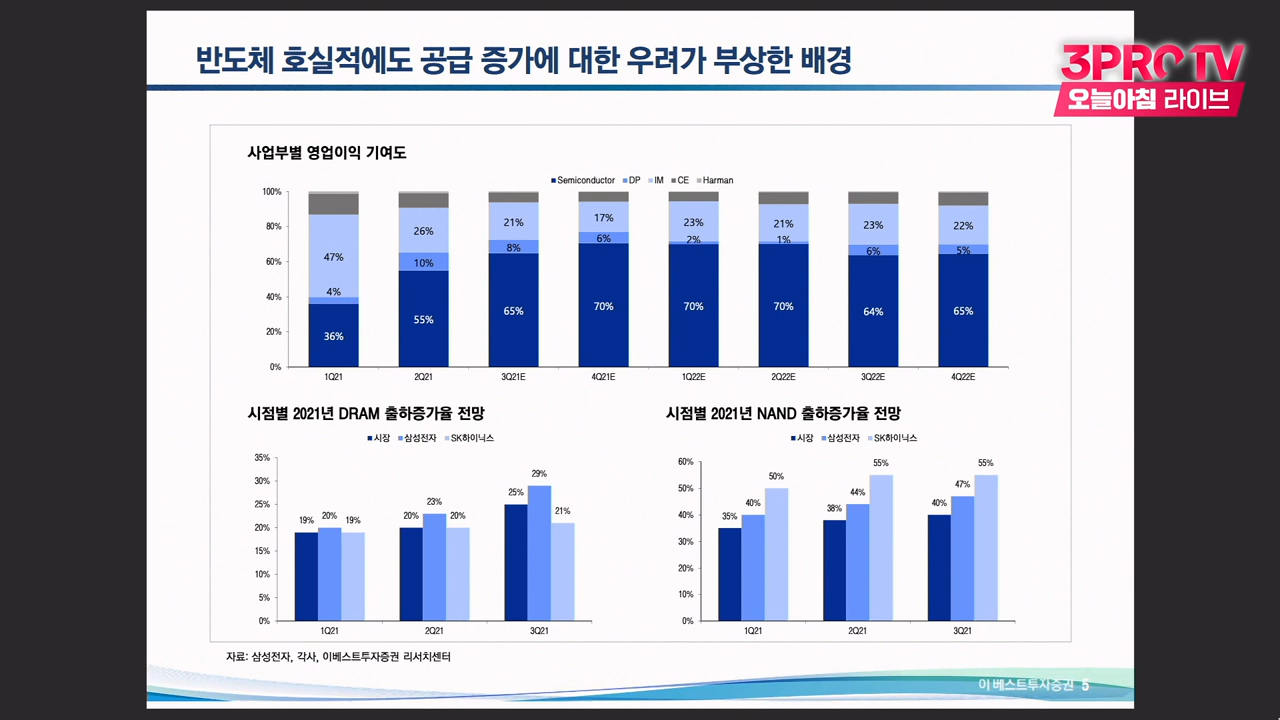 반도체 호실적에도 공급 증가에 대한 우려가 부상한 배경
3PROTV
오늘아침 라이브
사업부별 영업이익 기여도
Semiconductor DP IM CE Harman
100%
80%
60%
40%
20%
0%
47% 26% 21% 17% 23% 21% 23% 22%
4% 10% 8% 6% 2% 1% 6% 5%
36% 55% 65% 70% 70% 70% 64% 65%
1Q21 2Q21 3Q21E 4Q21E 1Q22E 2Q22E 3Q22E 4Q22E
시점별 2021년 DRAM 출하증가율 전망
시장 삼성전자 SK하이닉스
35%
30%
25%
20%
15%
10%
5%
0%
19% 20% 19% 20% 23% 20% 25% 29% 21%
1Q21 2Q21 3Q21
시점별 2021년 NAND 출하증가율 전망
시장 삼성전자 SK하이닉스
60%
50%
40%
30%
20%
10%
0%
35% 40% 50% 38% 44% 55% 40% 47% 55%
1Q21 2Q21 3Q21
자료: 삼성전자, 각사, 이베스트투자증권 리서치센터
이베스트투자증권 5